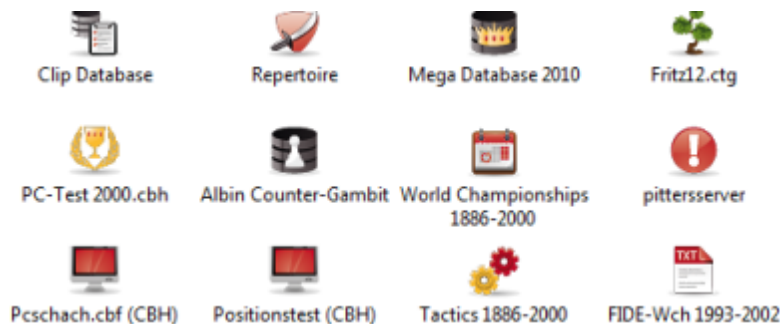 Clip Database
Repertoire
Mega Database 2010
Fritz12.ctg
PC-Test 2000.cbh
Albin Counter-Gambit
World Championships
1886-2000
pittersserver
Pcschach.cbf (CBH)
Positionstest (CBH)
Tactics 1886-2000
TXT
FIDE-Wch 1993-2002